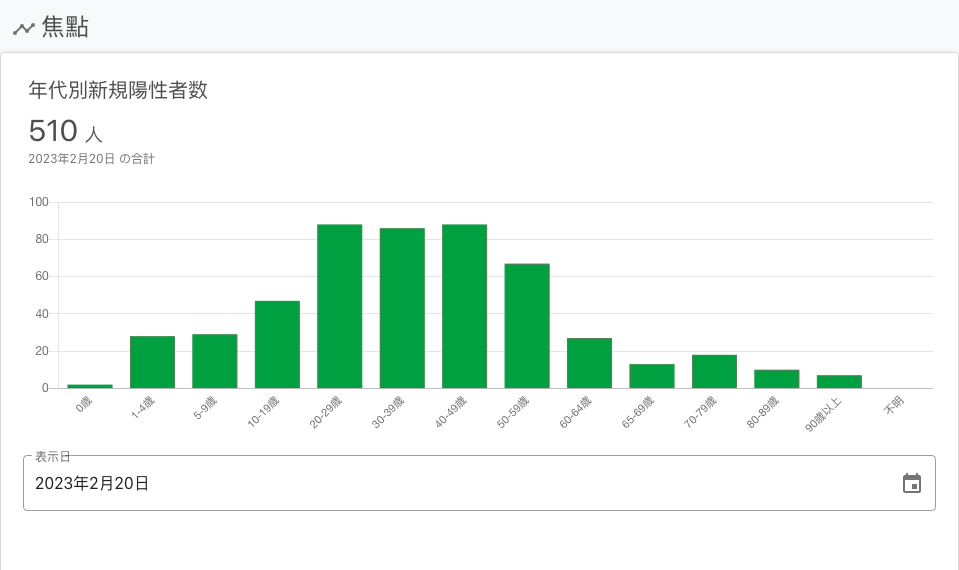 焦點
年代別新規陽性者数
510 人
2023年2月20日 の合計
100
80
60
40
20
0
0歳
1-4歳
5-9歳
10-19歳
20-29歳
30-39歳
40-49歳
50-59歳
60-64歳
65-69歳
70-79歳
80-89歳
90歳以上
不明
表示日
2023年2月20日